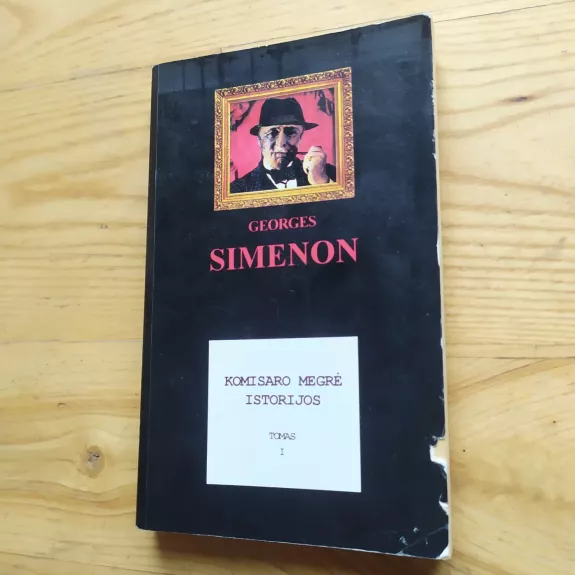 GEORGES
SIMENON
KOMISARO MEGRĖ
ISTORIJOS
TOMAS
I